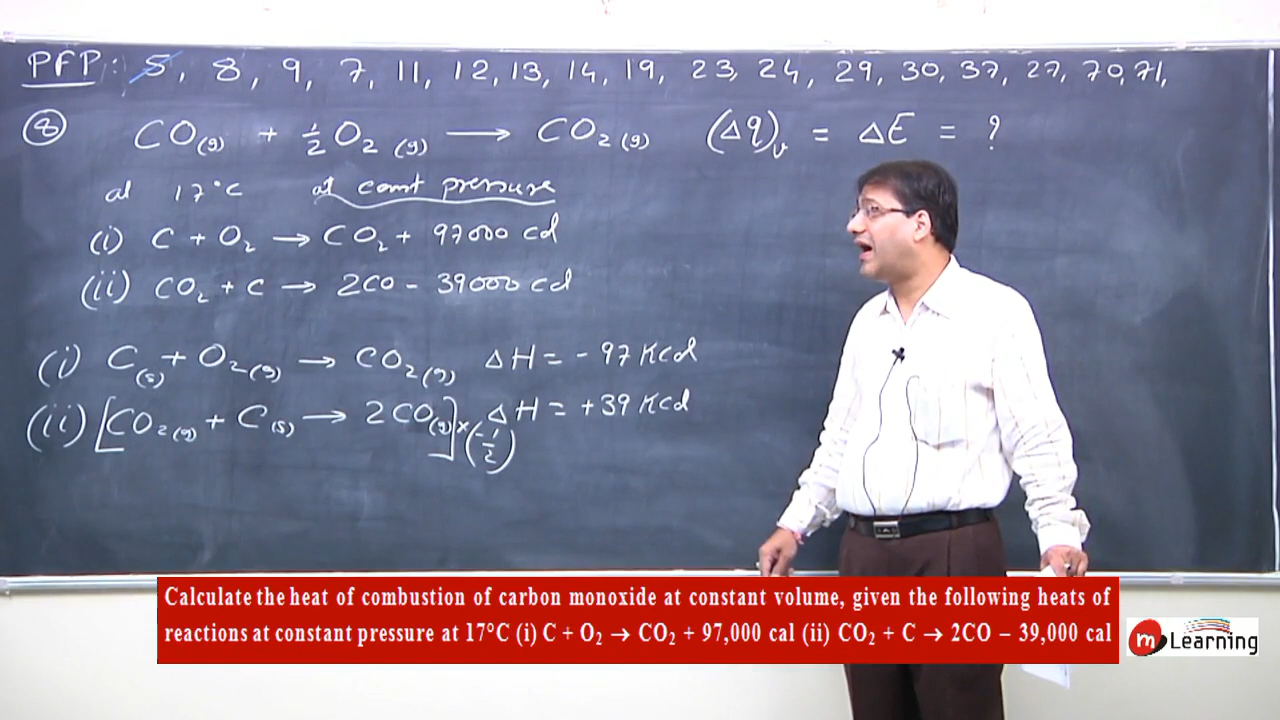 PFP: 5, 8, 9, 7, 11, 12, 13, 14, 19, 23, 24, 29, 30, 37, 27, 70, 71,
⑧ CO(g) + ½O₂(g) ⟶ CO₂(g) (Δq)ᵥ = ΔE = ?
at 17°C at const pressure
(i) C + O₂ → CO₂ + 97000 cal
(ii) CO₂ + C → 2CO - 39000 cal
(i) C(s) + O₂(g) → CO₂(g) ΔH = - 97 Kcal
(ii) [CO₂(g) + C(s) → 2CO(g)] × (-½) ΔH = +39 Kcal
Calculate the heat of combustion of carbon monoxide at constant volume, given the following heats of
reactions at constant pressure at 17°C (i) C + O₂ → CO₂ + 97,000 cal (ii) CO₂ + C → 2CO – 39,000 cal
m Learning